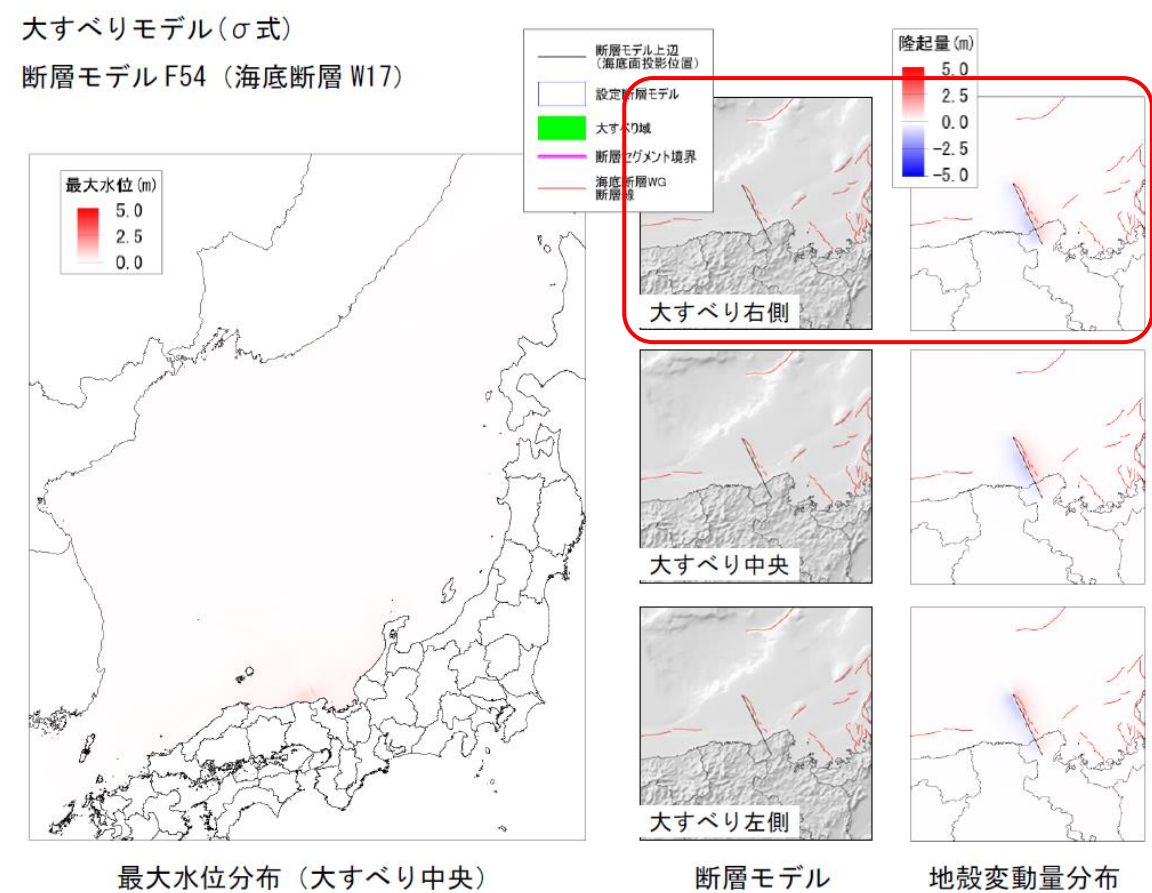 大すべりモデル(σ式)
断層モデル F54 (海底断層 W17)
断層モデル上辺
(海底面投影位置)
設定断層モデル
大すべり域
断層セグメント境界
海底断層WG
断層線
隆起量(m)
5.0
2.5
0.0
-2.5
-5.0
最大水位(m)
5.0
2.5
0.0
大すべり右側
大すべり中央
大すべり左側
最大水位分布 (大すべり中央)
断層モデル
地殻変動量分布